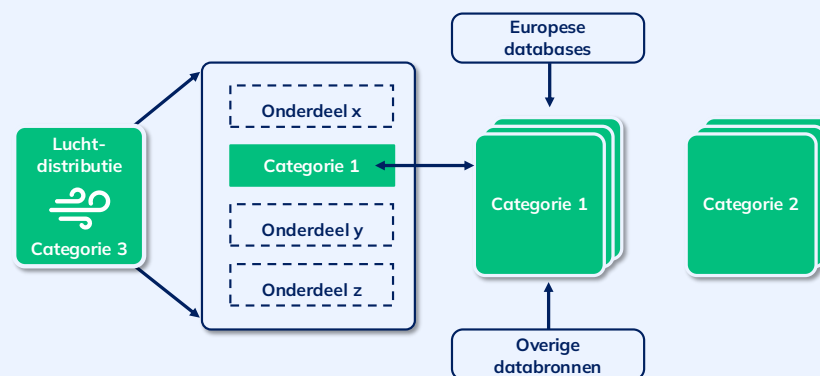 Europese
databases
Lucht-
distributie
Categorie 3
Onderdeel x
Categorie 1
Onderdeel y
Onderdeel z
Categorie 1
Categorie 2
Overige
databronnen